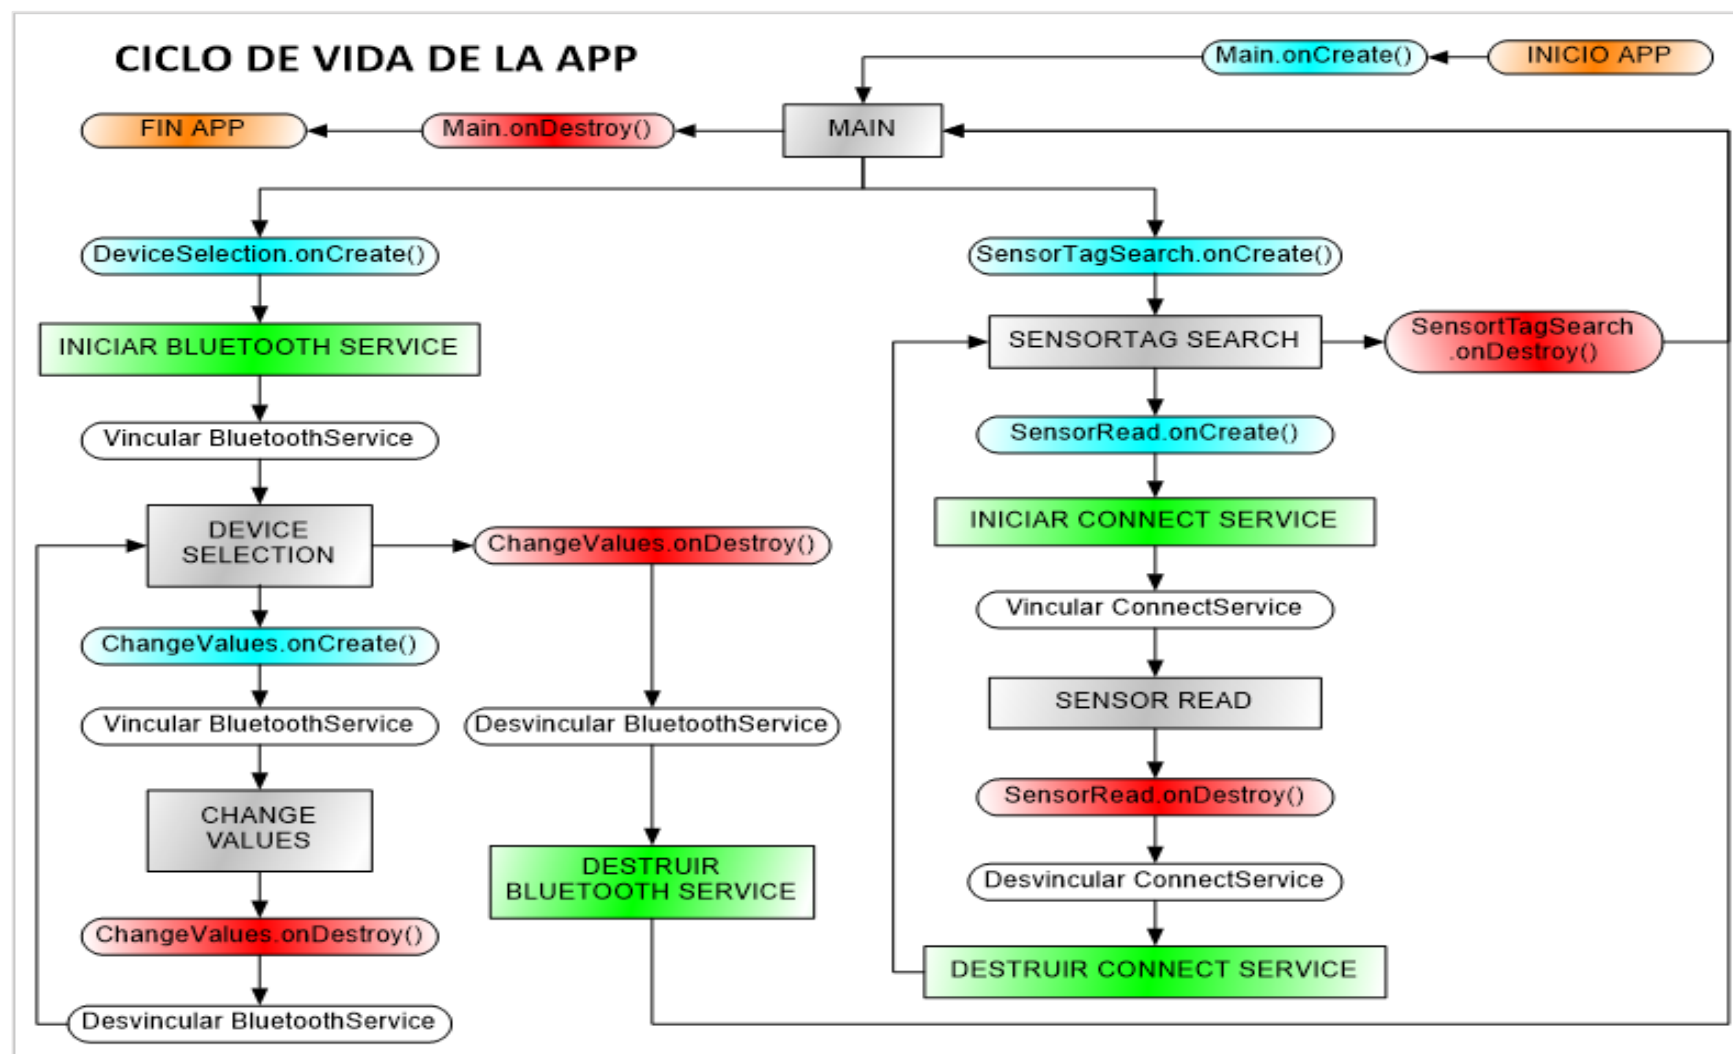 CICLO DE VIDA DE LA APP
Main.onCreate()
INICIO APP
FIN APP
Main.onDestroy()
MAIN
DeviceSelection.onCreate()
INICIAR BLUETOOTH SERVICE
Vincular BluetoothService
DEVICE
SELECTION
ChangeValues.onDestroy()
ChangeValues.onCreate()
Vincular BluetoothService
Desvincular BluetoothService
CHANGE
VALUES
DESTRUIR
BLUETOOTH SERVICE
ChangeValues.onDestroy()
Desvincular BluetoothService
SensorTagSearch.onCreate()
SENSORTAG SEARCH
SensortTagSearch
.onDestroy()
SensorRead.onCreate()
INICIAR CONNECT SERVICE
Vincular ConnectService
SENSOR READ
SensorRead.onDestroy()
Desvincular ConnectService
DESTRUIR CONNECT SERVICE